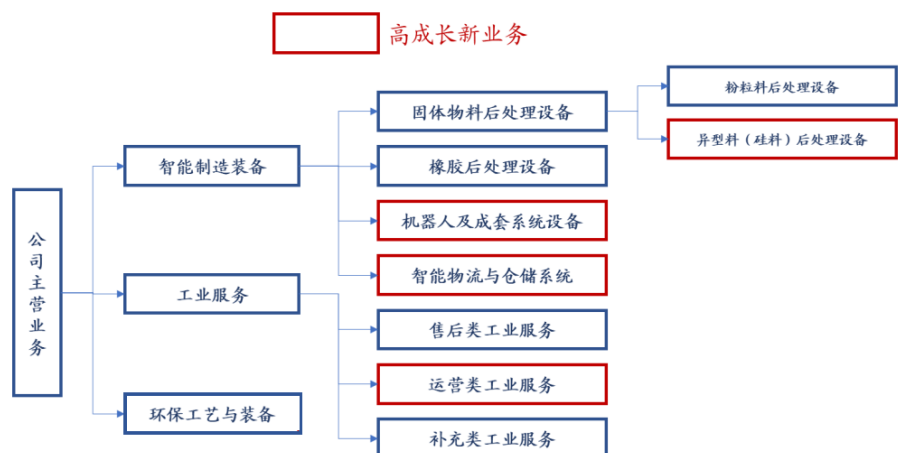 高成长新业务
公司主营业务
智能制造装备
工业服务
环保工艺与装备
固体物料后处理设备
橡胶后处理设备
机器人及成套系统设备
智能物流与仓储系统
售后类工业服务
运营类工业服务
补充类工业服务
粉粒料后处理设备
异型料（硅料）后处理设备